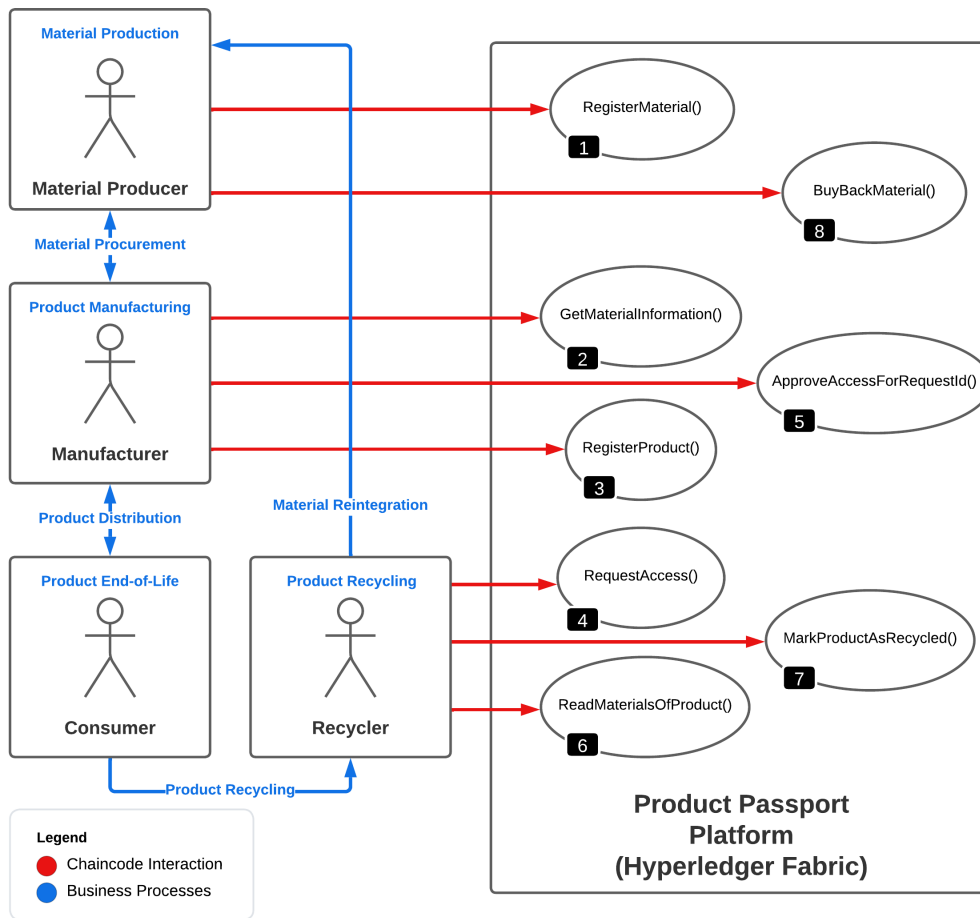 Material Production
Material Producer
Material Procurement
Product Manufacturing
Manufacturer
Product Distribution
Product End-of-Life
Consumer
Product Recycling
Material Reintegration
Product Recycling
Recycler
RegisterMaterial()
1
BuyBackMaterial()
8
GetMaterialInformation()
2
ApproveAccessForRequestId()
5
RegisterProduct()
3
RequestAccess()
4
MarkProductAsRecycled()
7
ReadMaterialsOfProduct()
6
Product Passport
Platform
(Hyperledger Fabric)
Legend
Chaincode Interaction
Business Processes